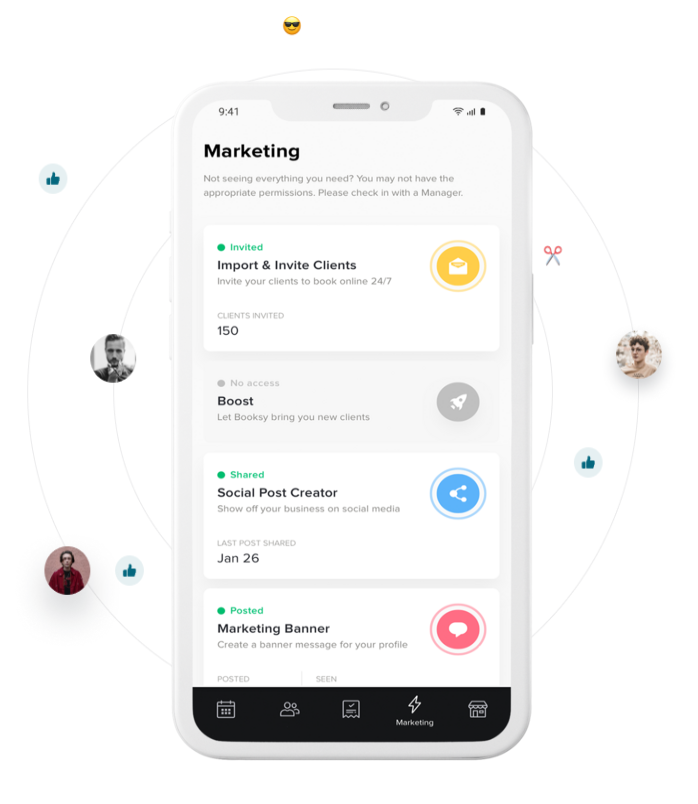 9:41
Marketing
Not seeing everything you need? You may not have the
appropriate permissions. Please check in with a Manager.
Invited
Import & Invite Clients
Invite your clients to book online 24/7
CLIENTS INVITED
150
No access
Boost
Let Booksy bring you new clients
Shared
Social Post Creator
Show off your business on social media
LAST POST SHARED
Jan 26
Posted
Marketing Banner
Create a banner message for your profile
POSTED SEEN
Marketing